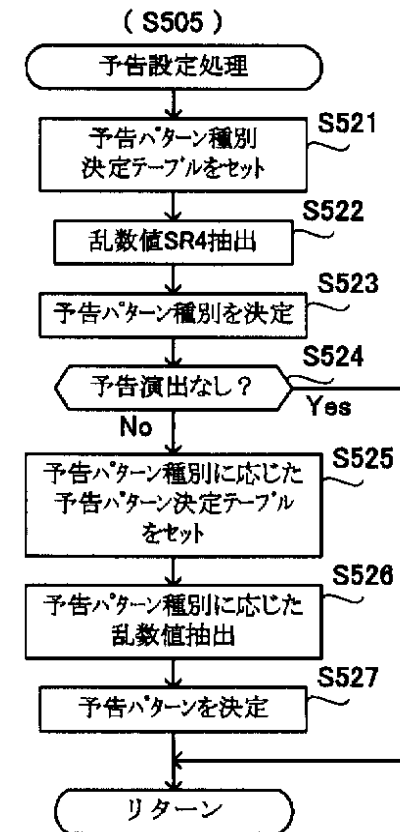 (S505)
予告設定処理
S521
予告パターン種別
決定テーブルをセット
S522
乱数値SR4抽出
S523
予告パターン種別を決定
S524
予告演出なし？
Yes
No
S525
予告パターン種別に応じた
予告パターン決定テーブル
をセット
S526
予告パターン種別に応じた
乱数値抽出
S527
予告パターンを決定
リターン